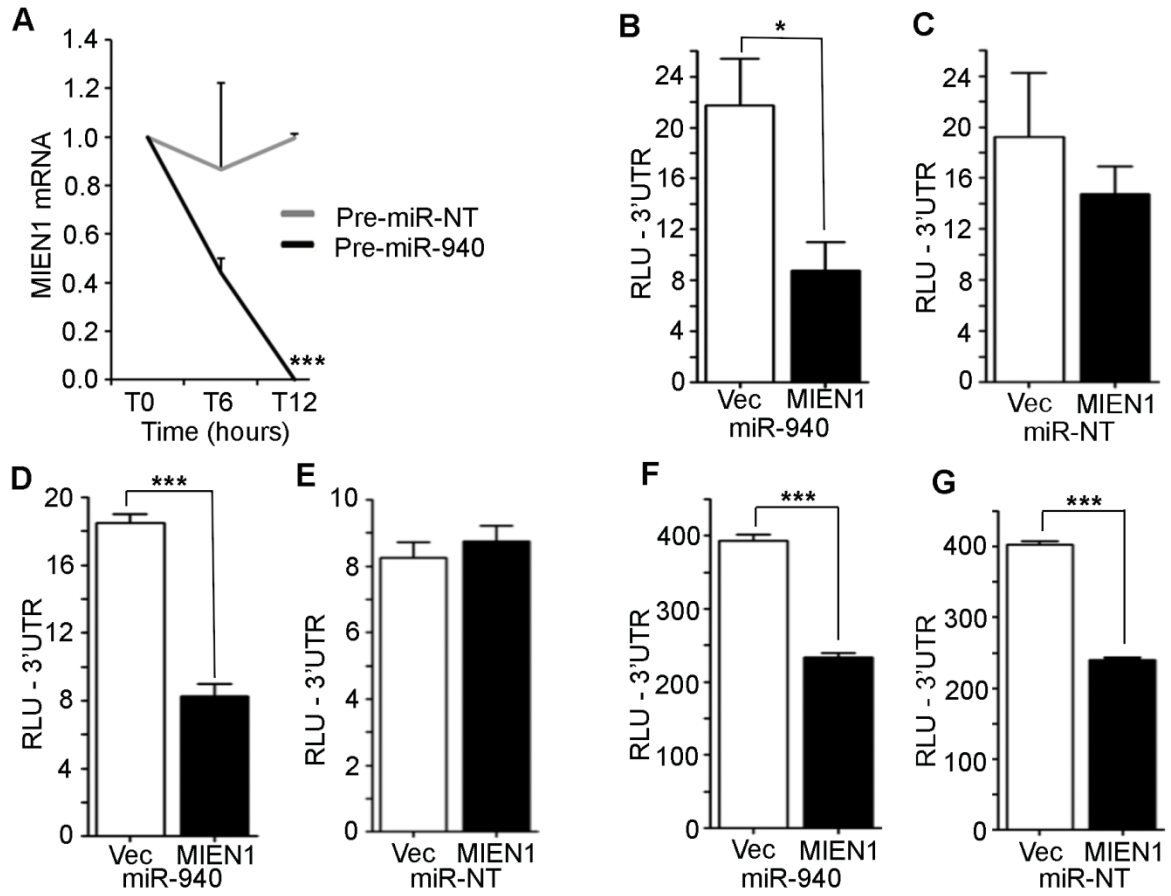 A
1.4
1.2
1.0
0.8
0.6
0.4
0.2
0.0
MIEN1 mRNA
T0 T6 T12
Time (hours)
***
Pre-miR-NT
Pre-miR-940
B
*
24
20
16
12
8
4
0
RLU - 3'UTR
Vec MIEN1
miR-940
C
24
20
16
12
8
4
0
RLU - 3'UTR
Vec MIEN1
miR-NT
D
***
20
16
12
8
4
0
RLU - 3'UTR
Vec MIEN1
miR-940
E
10
8
6
4
2
0
RLU - 3'UTR
Vec MIEN1
miR-NT
F
***
400
300
200
100
0
RLU - 3'UTR
Vec MIEN1
miR-940
G
***
400
300
200
100
0
RLU - 3'UTR
Vec MIEN1
miR-NT